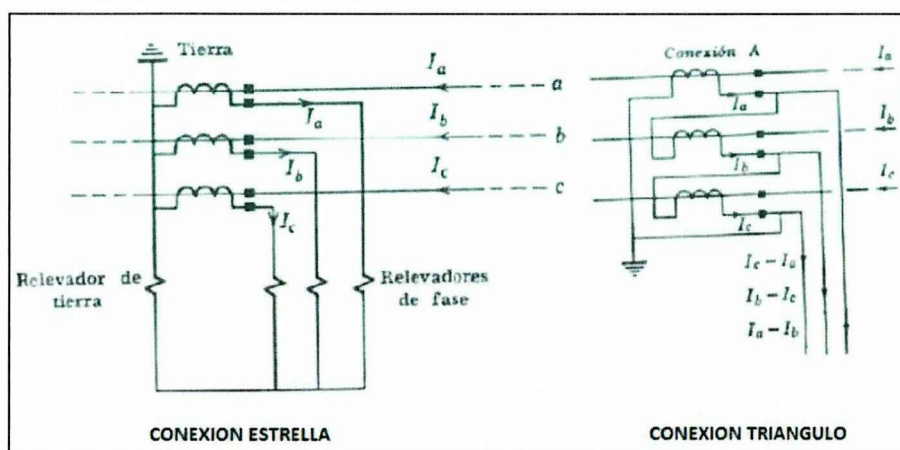 Tierra
I_a
a
I_a
I_b
b
I_b
I_c
c
I_c
Relevador de
tierra
Relevadores
de fase
CONEXION ESTRELLA
Conexión A
I_a
I_a
I_b
I_b
I_c
I_c
I_c – I_a
I_b – I_c
I_a – I_b
CONEXION TRIANGULO